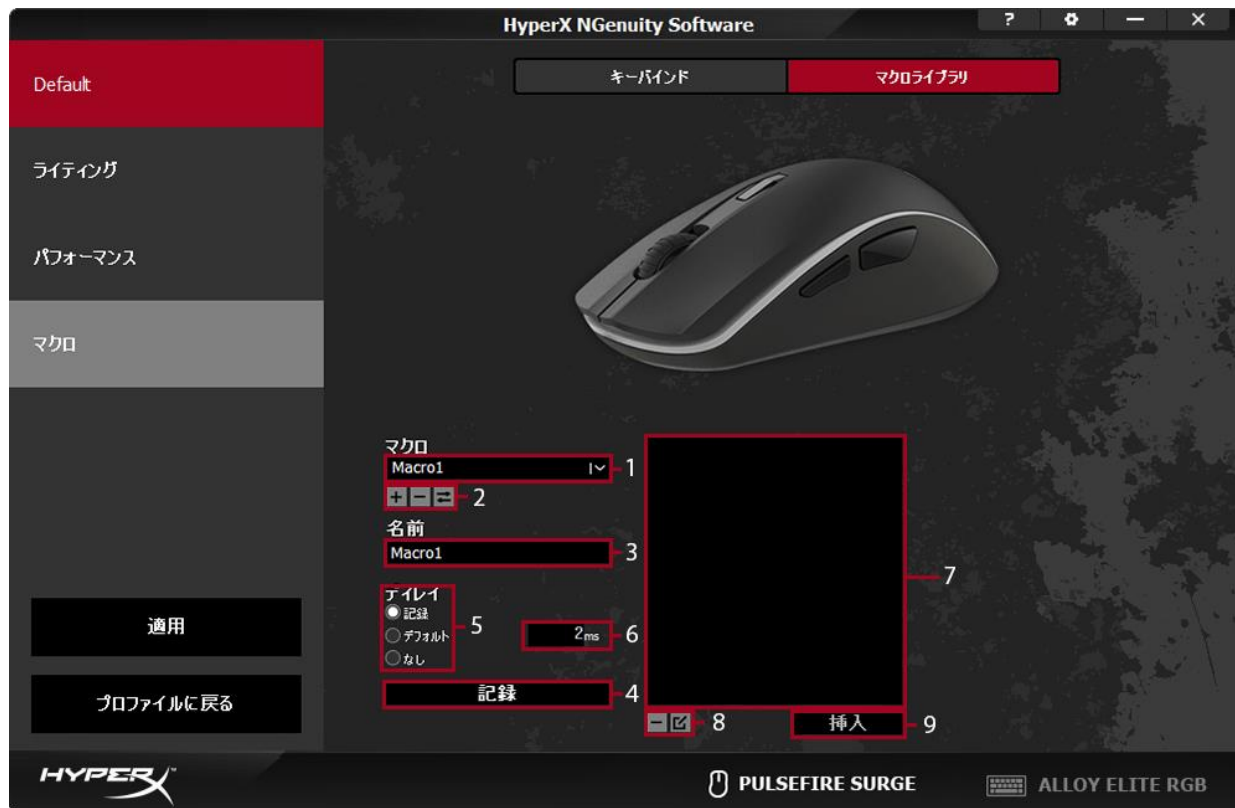 HyperX NGenuity Software
?
Default
ライティング
パフォーマンス
マクロ
適用
プロファイルに戻る
キーバインド
マクロライブラリ
マクロ
Macro1
1
2
名前
Macro1
3
ディレイ
記録
デフォルト
なし
5
2ms
6
記録
4
7
8
挿入
9
HYPERX™
PULSEFIRE SURGE
ALLOY ELITE RGB